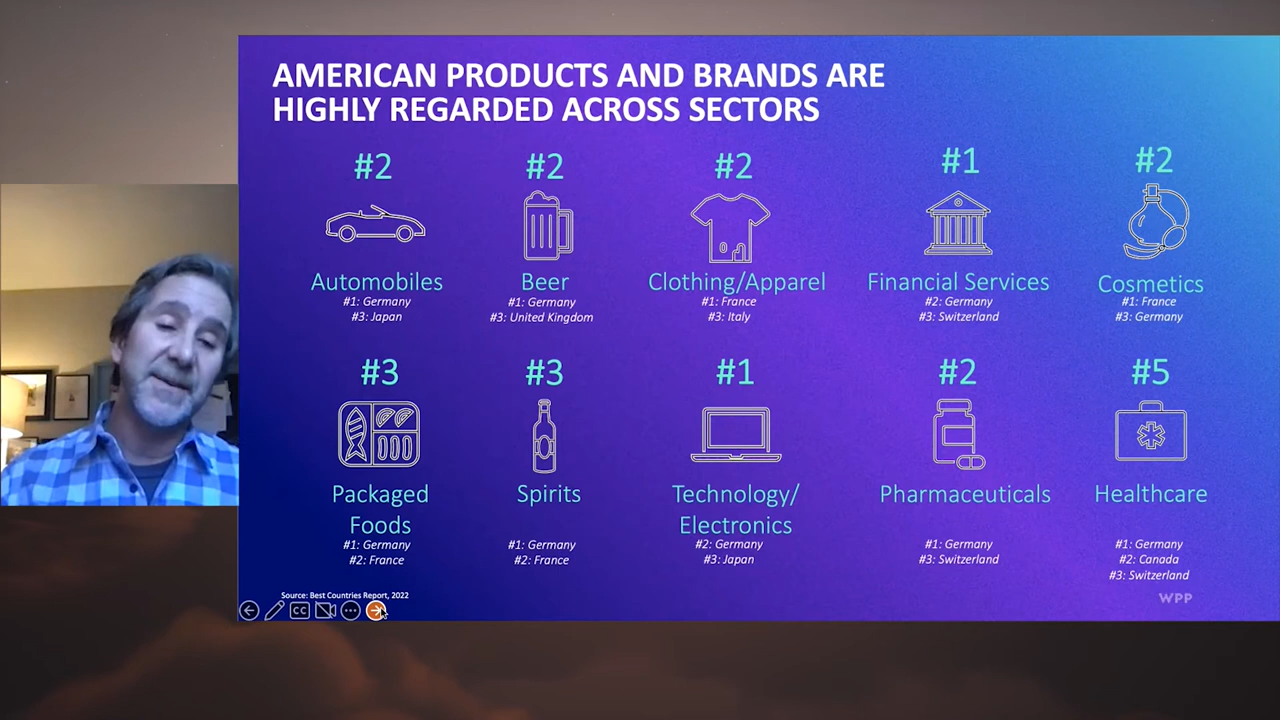 AMERICAN PRODUCTS AND BRANDS ARE
HIGHLY REGARDED ACROSS SECTORS
#2
Automobiles
#1: Germany
#3: Japan
#2
Beer
#1: Germany
#3: United Kingdom
#2
Clothing/Apparel
#1: France
#3: Italy
#1
Financial Services
#2: Germany
#3: Switzerland
#2
Cosmetics
#1: France
#3: Germany
#3
Packaged
Foods
#1: Germany
#2: France
#3
Spirits
#1: Germany
#2: France
#1
Technology/
Electronics
#2: Germany
#3: Japan
#2
Pharmaceuticals
#1: Germany
#3: Switzerland
#5
Healthcare
#1: Germany
#2: Canada
#3: Switzerland
Source: Best Countries Report, 2022
CC
WPP